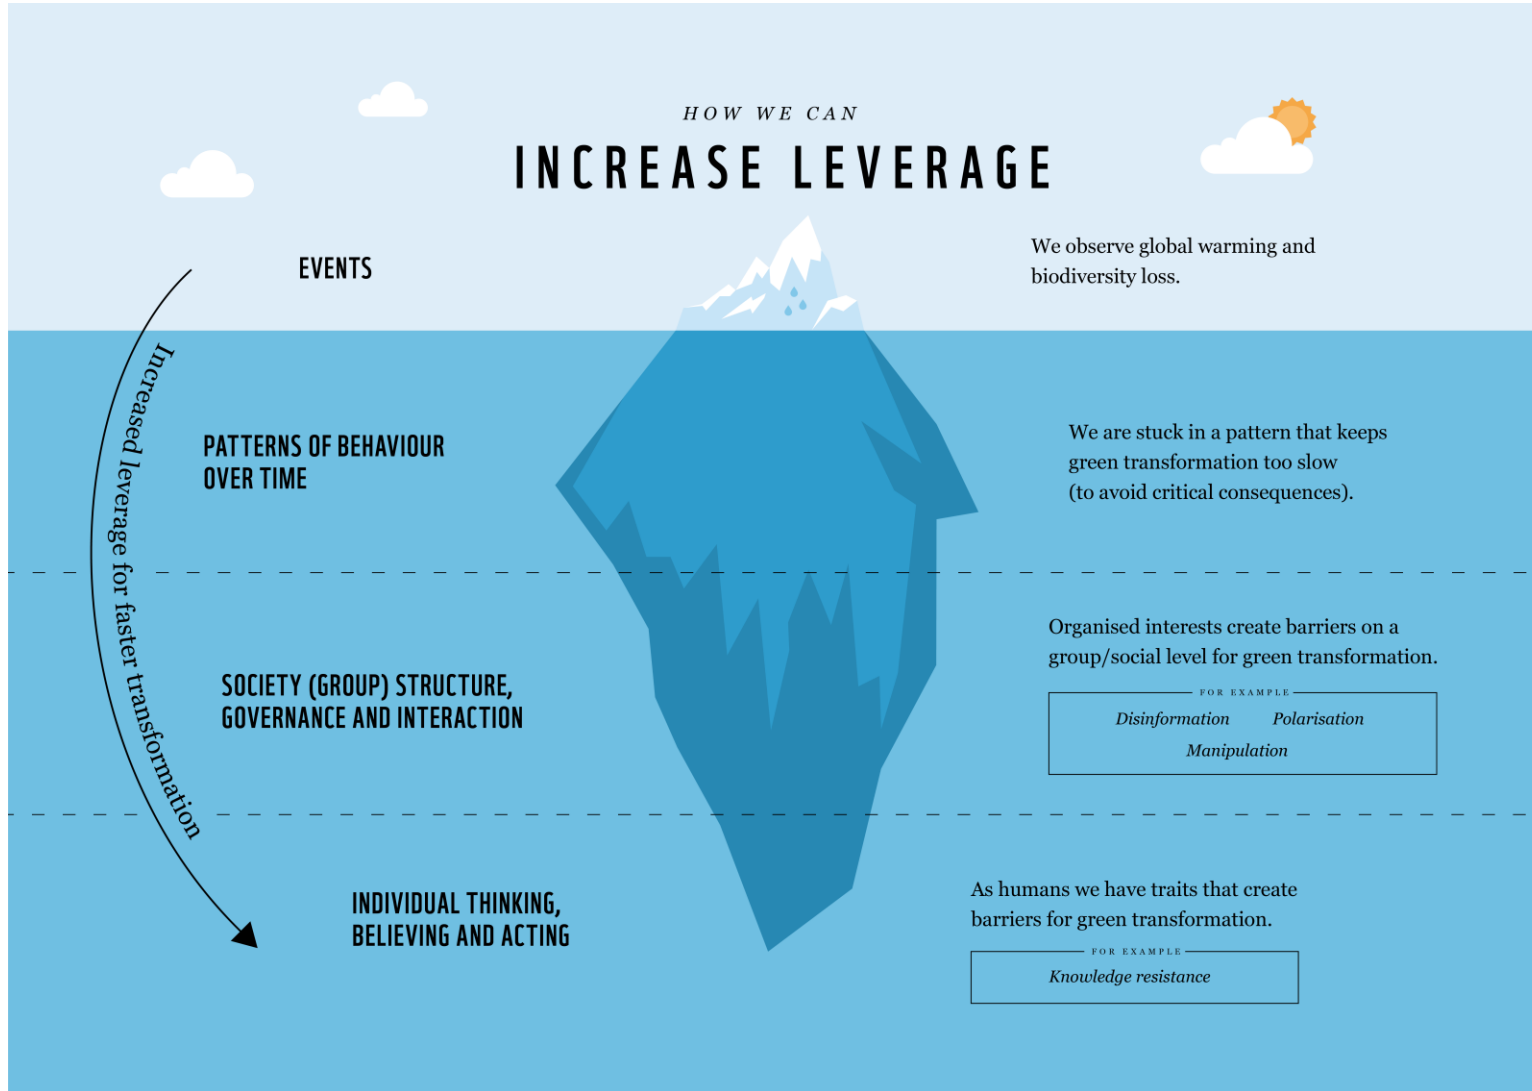 HOW WE CAN
INCREASE LEVERAGE
EVENTS
We observe global warming and
biodiversity loss.
Increased leverage for faster transformation
PATTERNS OF BEHAVIOUR
OVER TIME
We are stuck in a pattern that keeps
green transformation too slow
(to avoid critical consequences).
SOCIETY (GROUP) STRUCTURE,
GOVERNANCE AND INTERACTION
Organised interests create barriers on a
group/social level for green transformation.
FOR EXAMPLE
Disinformation Polarisation
Manipulation
INDIVIDUAL THINKING,
BELIEVING AND ACTING
As humans we have traits that create
barriers for green transformation.
FOR EXAMPLE
Knowledge resistance